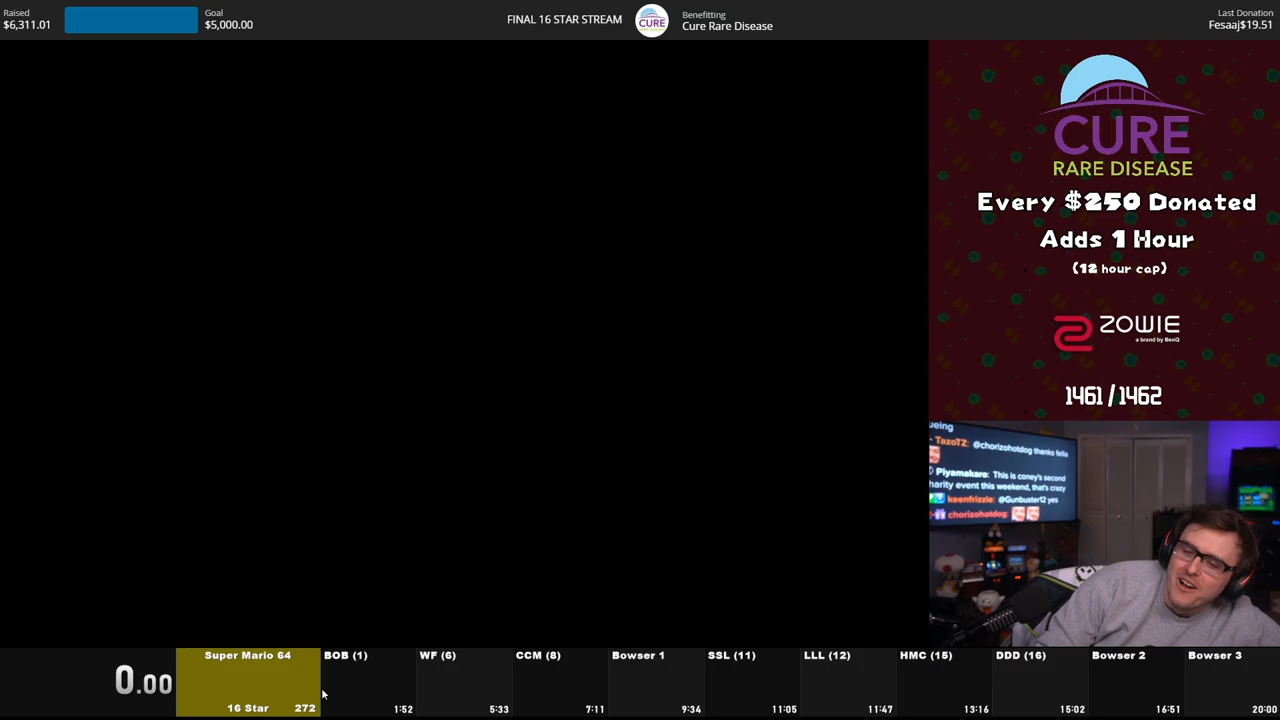 Raised
$6,311.01
Goal
$5,000.00
FINAL 16 STAR STREAM
CURE
Benefitting
Cure Rare Disease
Last Donation
Fesaaj$19.51
CURE
RARE DISEASE
Every $250 Donated
Adds 1 Hour
(12 hour cap)
ZOWIE
a brand by BenQ
1461 / 1462
ueing
- TazoTZ: @chorizohotdog thanks fella
Piyamakaro: This is coney's second
harity event this weekend, that's crazy
keenfrizzle: @Gunbuster12 yes
chorizohotdog:
0.00
Super Mario 64
16 Star 272
BOB (1)
1:52
WF (6)
5:33
CCM (8)
7:11
Bowser 1
9:34
SSL (11)
11:05
LLL (12)
11:47
HMC (15)
13:16
DDD (16)
15:02
Bowser 2
16:51
Bowser 3
20:00